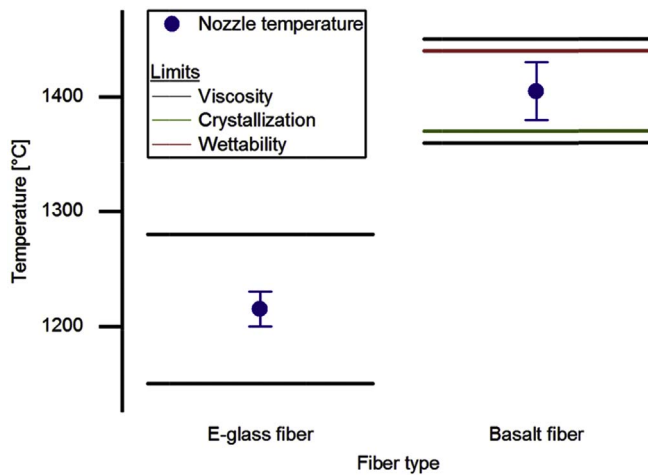 Nozzle temperature
Limits
Viscosity
Crystallization
Wettability
Temperature [°C]
1400
1300
1200
E-glass fiber
Basalt fiber
Fiber type